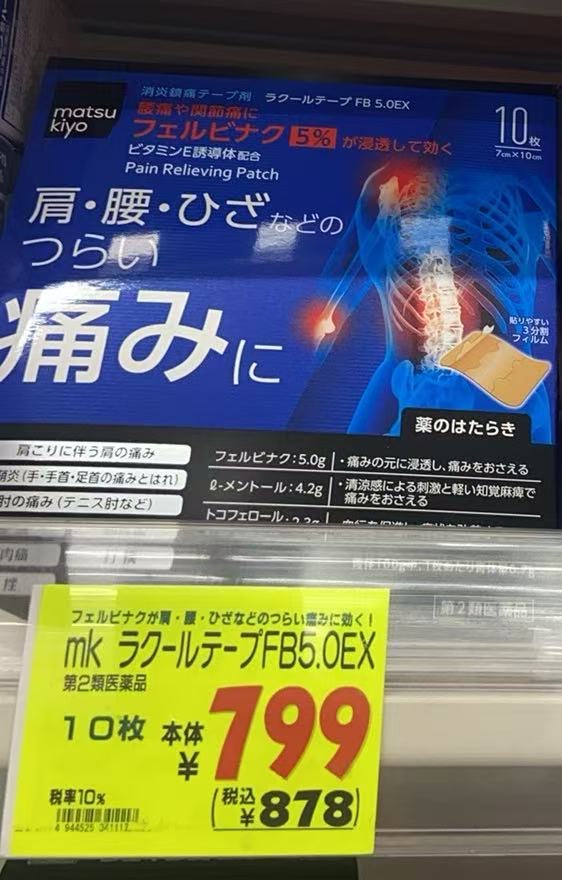 matsu
kiyo
消炎鎮痛テープ剤 ラクールテープ FB 5.0EX
腰痛や関節痛に
フェルビナク 5% が浸透して効く
ビタミンE誘導体配合
Pain Relieving Patch
10枚
7cm×10cm
肩・腰・ひざなどの
つらい
痛みに
貼りやすい
3分割
フィルム
薬のはたらき
肩こりに伴う肩の痛み
鞘炎(手・手首・足首の痛みとはれ)
肘の痛み(テニス肘など)
フェルビナク:5.0g ・痛みの元に浸透し、痛みをおさえる
ℓ-メントール:4.2g ・清涼感による刺激と軽い知覚麻痺で
痛みをおさえる
トコフェロール
肉痛
打撲
挫
第2類医薬品
フェルビナクが肩・腰・ひざなどのつらい痛みに効く!
mk ラクールテープFB5.0EX
第2類医薬品
10枚 本体
¥799
税率10%
(税込
¥878)
4 944525 341117